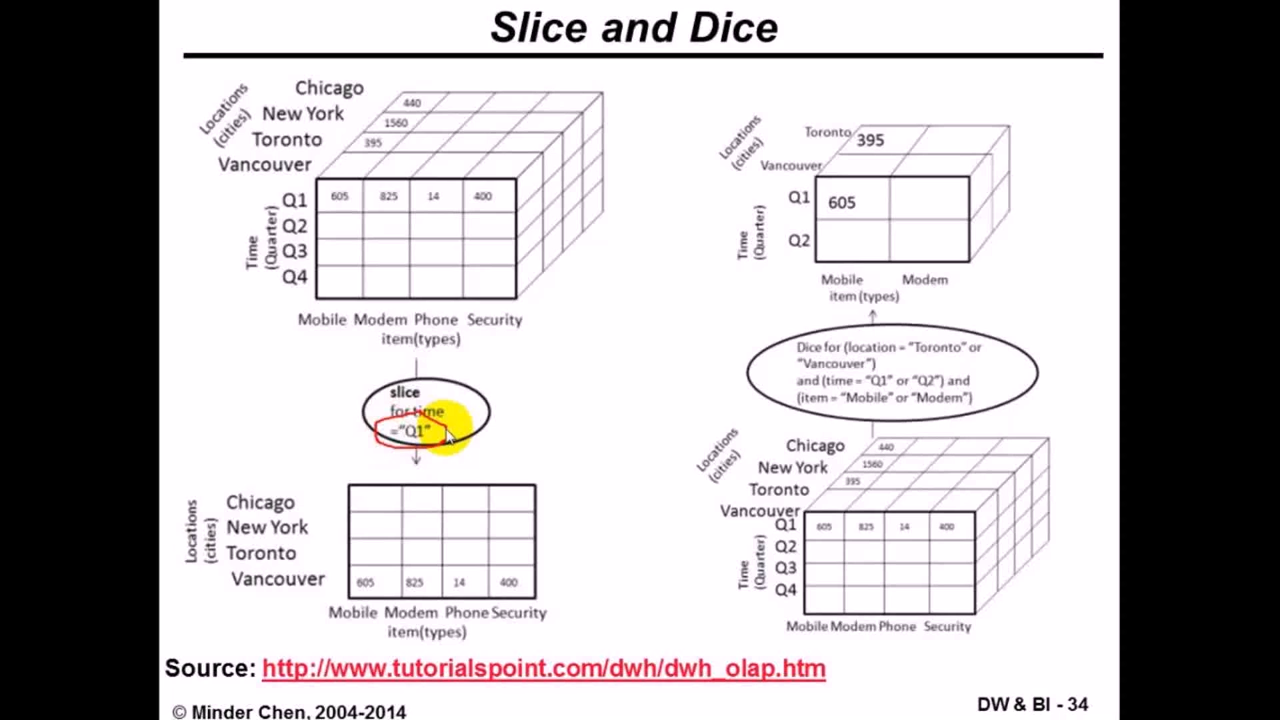 Slice and Dice
Locations
(cities)
Chicago
New York
Toronto
Vancouver
440
1560
395
Time
(Quarter)
Q1
Q2
Q3
Q4
605 825 14 400
Mobile Modem Phone Security
item(types)
slice
for time
="Q1"
Locations
(cities)
Chicago
New York
Toronto
Vancouver
605 825 14 400
Mobile Modem Phone Security
item(types)
Locations
(cities)
Toronto
Vancouver
395
Time
(Quarter)
Q1
Q2
605
Mobile Modem
item (types)
Dice for (location = "Toronto" or
"Vancouver")
and (time = "Q1" or "Q2") and
(item = "Mobile" or "Modem")
Locations
(cities)
Chicago
New York
Toronto
Vancouver
440
1560
395
Time
(Quarter)
Q1
Q2
Q3
Q4
605 825 14 400
Mobile Modem Phone Security
Source: http://www.tutorialspoint.com/dwh/dwh_olap.htm
© Minder Chen, 2004-2014
DW & BI - 34